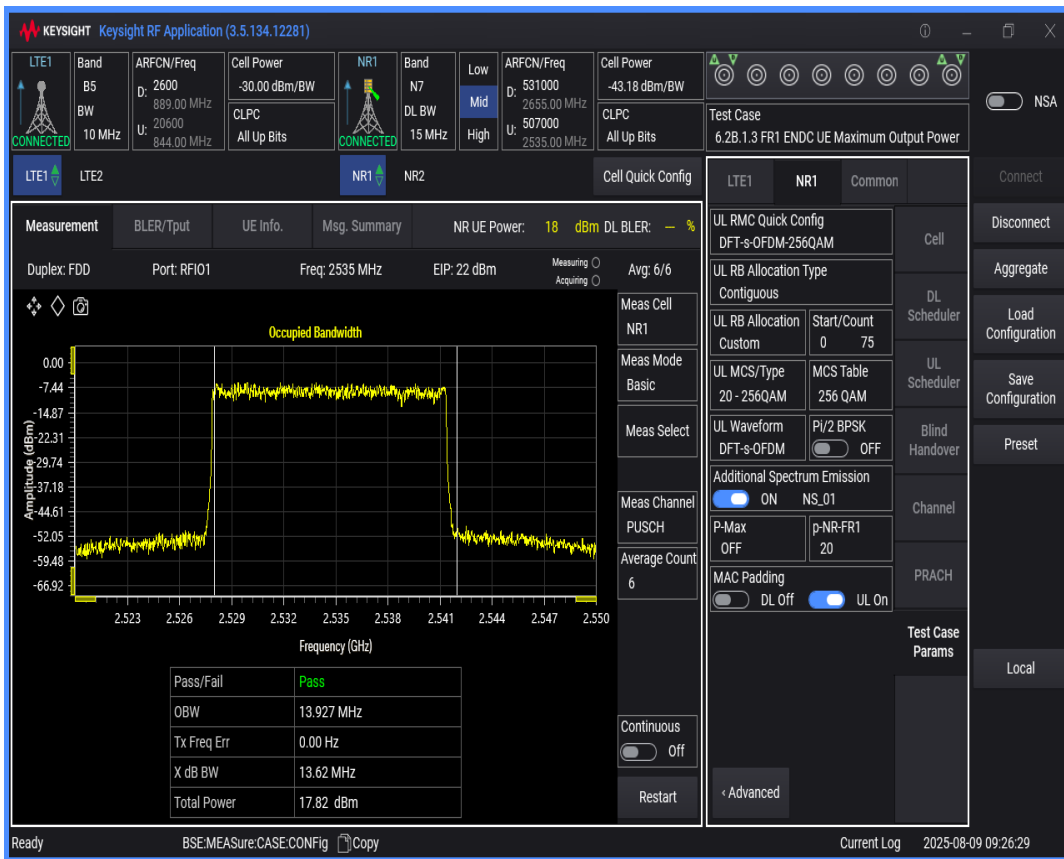 KEYSIGHT Keysight RF Application (3.5.134.12281)
LTE1 Band ARFCN/Freq Cell Power NR1 Band Low ARFCN/Freq Cell Power
B5 D: 2600 -30.00 dBm/BW N7 D: 531000 -43.18 dBm/BW
889.00 MHz 2655.00 MHz
BW CLPC DL BW Mid CLPC
U: 20600 U: 507000
CONNECTED 10 MHz 844.00 MHz All Up Bits CONNECTED 15 MHz High 2535.00 MHz All Up Bits
Test Case
6.2B.1.3 FR1 ENDC UE Maximum Output Power
NSA
LTE1 LTE2 NR1 NR2 Cell Quick Config
LTE1 NR1 Common
Connect
Disconnect
Aggregate
Load
Configuration
Save
Configuration
Preset
Local
Measurement BLER/Tput UE Info. Msg. Summary NR UE Power: 18 dBm DL BLER: — %
Duplex: FDD Port: RFIO1 Freq: 2535 MHz EIP: 22 dBm Measuring Avg: 6/6
Acquiring
Occupied Bandwidth
Amplitude (dBm)
0.00
-7.44
-14.87
-22.31
-29.74
-37.18
-44.61
-52.05
-59.48
-66.92
2.523 2.526 2.529 2.532 2.535 2.538 2.541 2.544 2.547 2.550
Frequency (GHz)
Pass/Fail Pass
OBW 13.927 MHz
Tx Freq Err 0.00 Hz
X dB BW 13.62 MHz
Total Power 17.82 dBm
Meas Cell
NR1
Meas Mode
Basic
Meas Select
Meas Channel
PUSCH
Average Count
6
Continuous
Off
Restart
UL RMC Quick Config
DFT-s-OFDM-256QAM
UL RB Allocation Type
Contiguous
UL RB Allocation Start/Count
Custom 0 75
UL MCS/Type MCS Table
20 - 256QAM 256 QAM
UL Waveform Pi/2 BPSK
DFT-s-OFDM OFF
Additional Spectrum Emission
ON NS_01
P-Max p-NR-FR1
OFF 20
MAC Padding
DL Off UL On
‹ Advanced
Cell
DL
Scheduler
UL
Scheduler
Blind
Handover
Channel
PRACH
Test Case
Params
Ready BSE:MEASure:CASE:CONFig Copy Current Log 2025-08-09 09:26:29